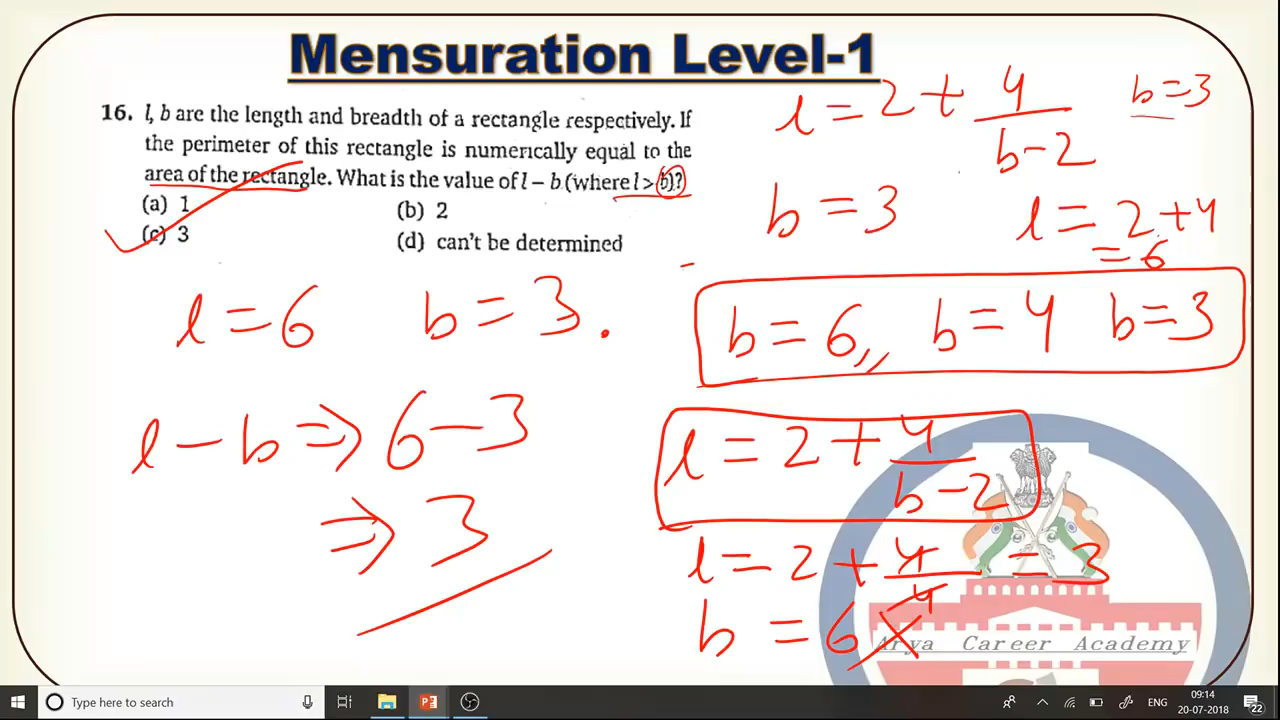 Mensuration Level-1
16. l, b are the length and breadth of a rectangle respectively. If
the perimeter of this rectangle is numerically equal to the
area of the rectangle. What is the value of l – b (where l > b)?
(a) 1
(b) 2
(c) 3
(d) can't be determined
l = 2 + 4/(b-2)
b=3
b = 3
l = 2+4
= 6
l = 6 b = 3.
b = 6,, b = 4 b = 3
l - b ⇒ 6 - 3
⇒ 3
l = 2 + 4/(b-2)
l = 2 + 4/4 = 3
b = 6
Arya Career Academy
Type here to search
ENG
09:14
20-07-2018
22